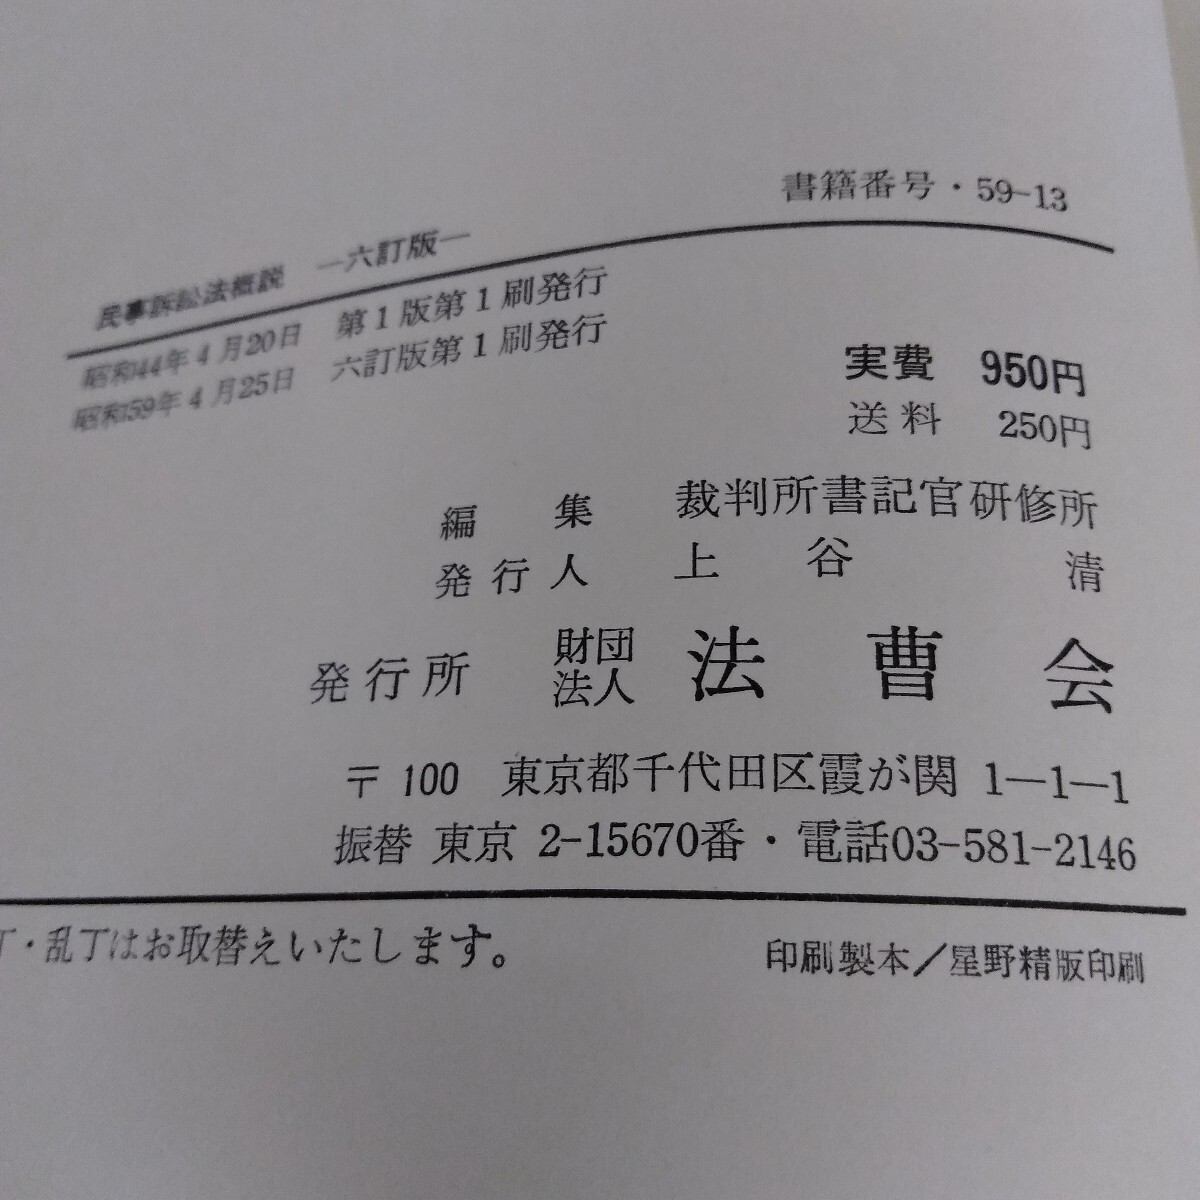 書籍番号・59-13
民事訴訟法概説 ―六訂版―
昭和44年4月20日 第1版第1刷発行
昭和59年4月25日 六訂版第1刷発行
実費 950円
送料 250円
編集 裁判所書記官研修所
発行人 上谷清
発行所 財団法人 法曹会
〒100 東京都千代田区霞が関1―1―1
振替 東京 2-15670番・電話03-581-2146
丁・乱丁はお取替えいたします。
印刷製本/星野精版印刷